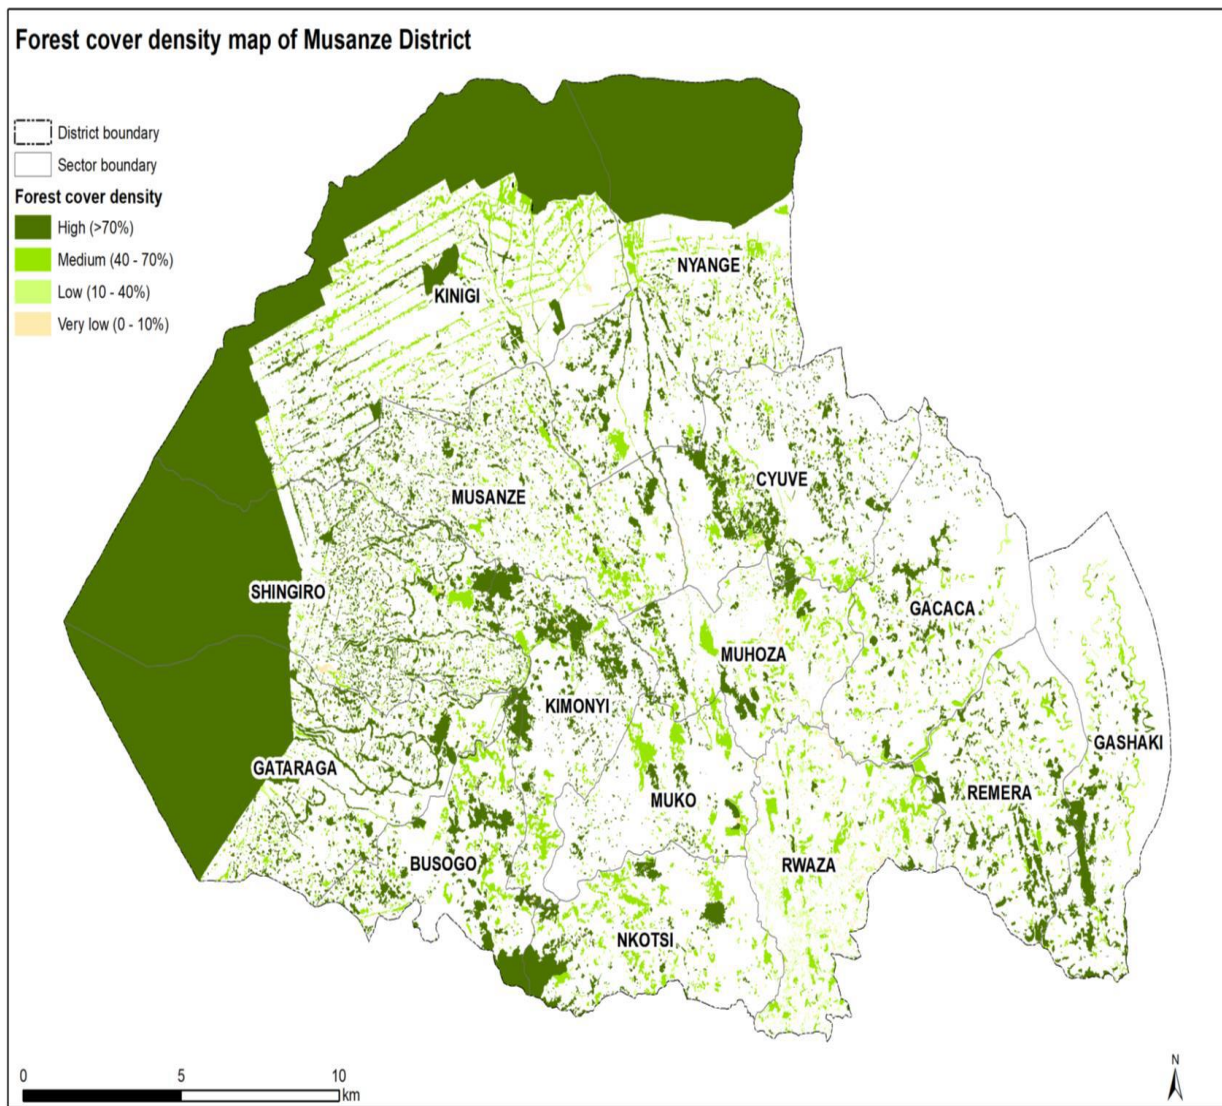 Forest cover density map of Musanze District
District boundary
Sector boundary
Forest cover density
High (>70%)
Medium (40 - 70%)
Low (10 - 40%)
Very low (0 - 10%)
NYANGE
KINIGI
CYUVE
MUSANZE
SHINGIRO
GACACA
MUHOZA
KIMONYI
GASHAKI
GATARAGA
REMERA
MUKO
BUSOGO
RWAZA
NKOTSI
0 5 10
km
N